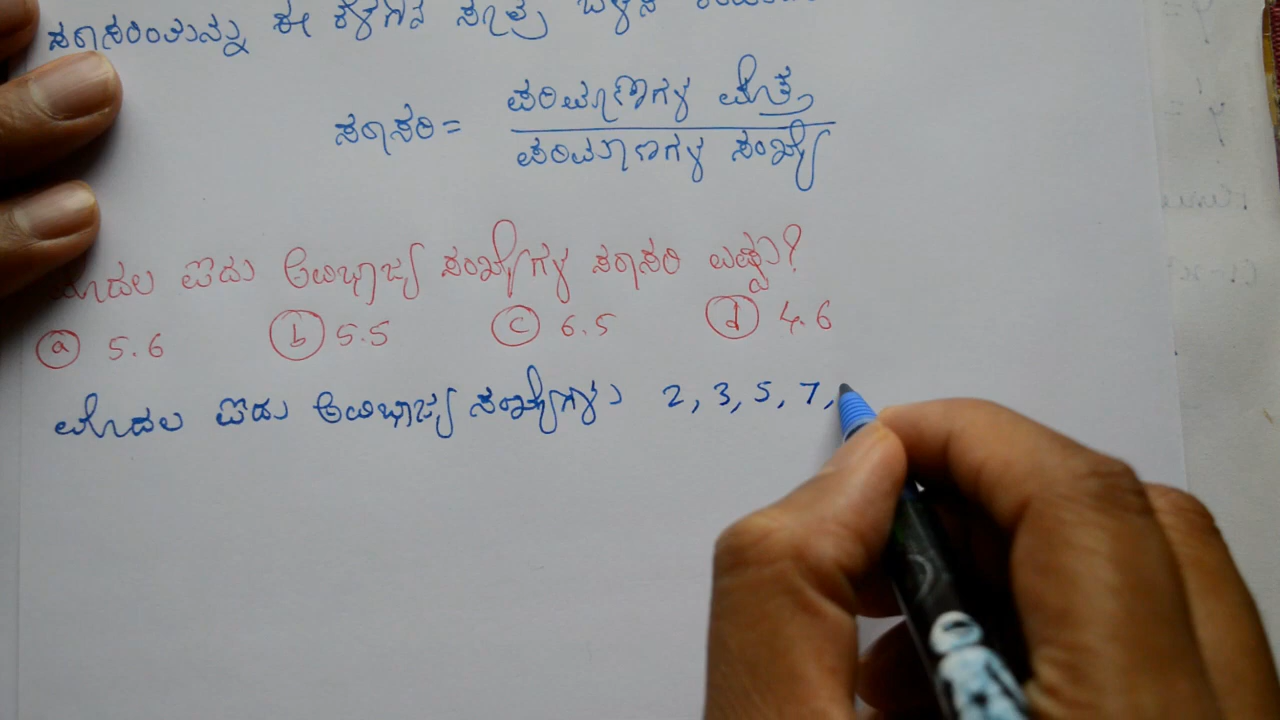 ಸರಾಸರಿಯನ್ನು ಈ ಕೆಳಗಿನ ಸೂತ್ರ
ಸರಾಸರಿ = ಪರಿಮಾಣಗಳ ಮೊತ್ತ
ಪರಿಮಾಣಗಳ ಸಂಖ್ಯೆ
ಮೊದಲ ಐದು ಅವಿಭಾಜ್ಯ ಸಂಖ್ಯೆಗಳ ಸರಾಸರಿ ಎಷ್ಟು?
a 5.6 b 5.5 c 6.5 d 4.6
ಮೊದಲ ಐದು ಅವಿಭಾಜ್ಯ ಸಂಖ್ಯೆಗಳು 2, 3, 5, 7,